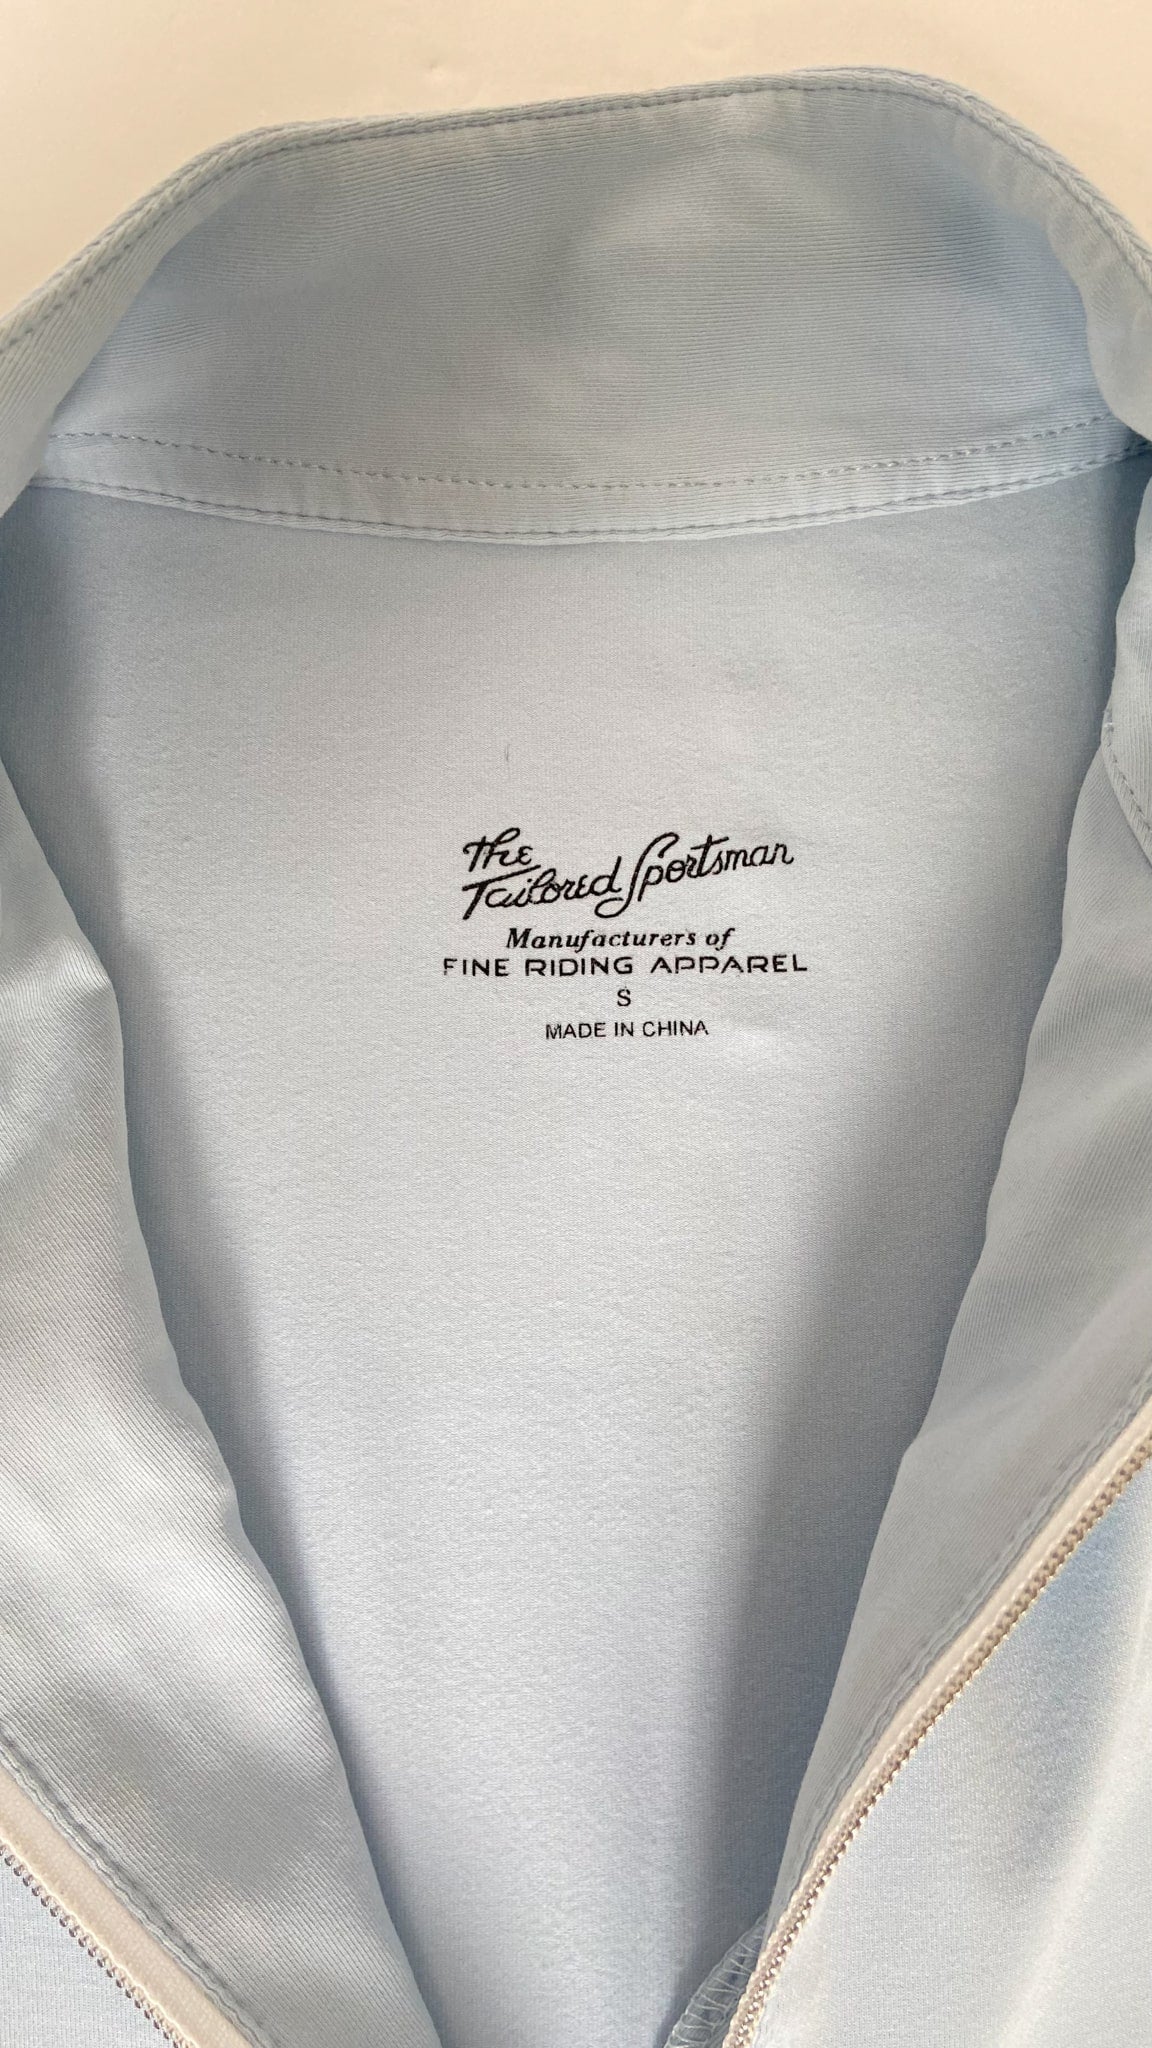 The
Tailored Sportsman
Manufacturers of
FINE RIDING APPAREL
S
MADE IN CHINA